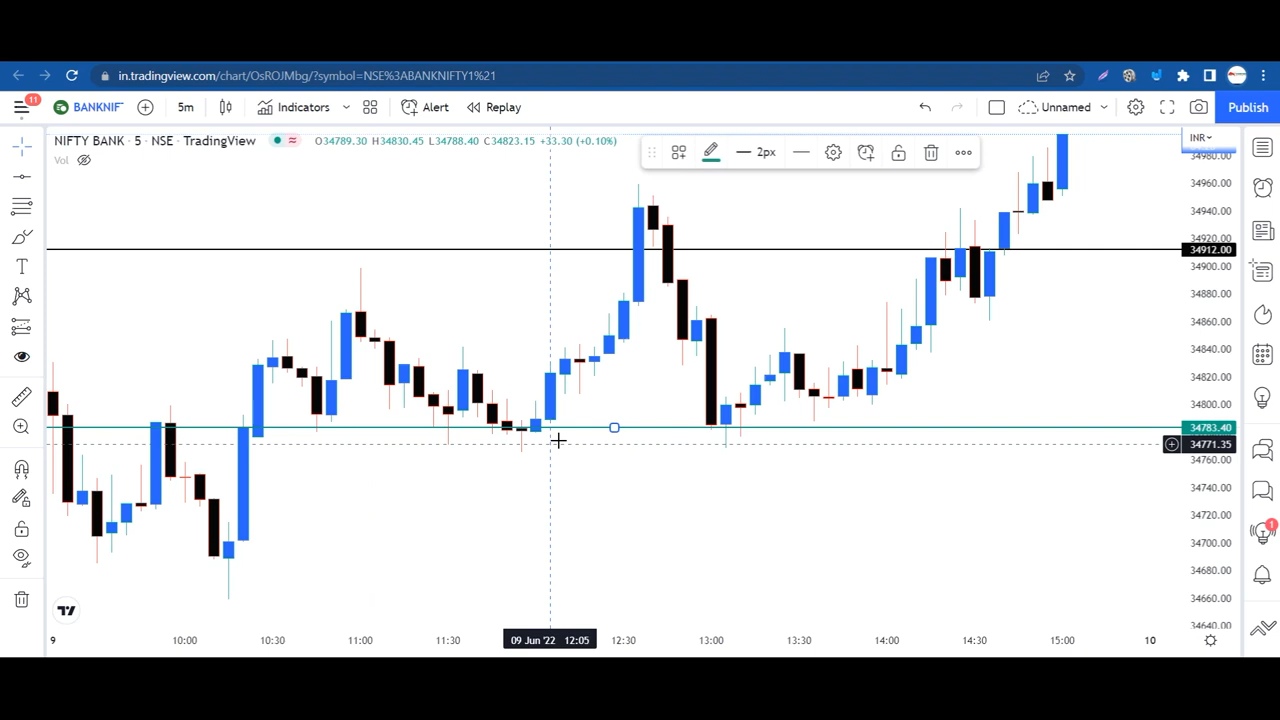 in.tradingview.com/chart/OsROJMbg/?symbol=NSE%3ABANKNIFTY1%21
11
BANKNIF
5m
Indicators
Alert
Replay
Unnamed
Publish
NIFTY BANK · 5 · NSE · TradingView
O34789.30 H34830.45 L34788.40 C34823.15 +33.30 (+0.10%)
Vol
2px
INR
34980.00
34960.00
34940.00
34920.00
34912.00
34900.00
34880.00
34860.00
34840.00
34820.00
34800.00
34783.40
34771.35
34760.00
34740.00
34720.00
34700.00
34680.00
34660.00
34640.00
1
9
10:00
10:30
11:00
11:30
09 Jun '22 12:05
12:30
13:00
13:30
14:00
14:30
15:00
10